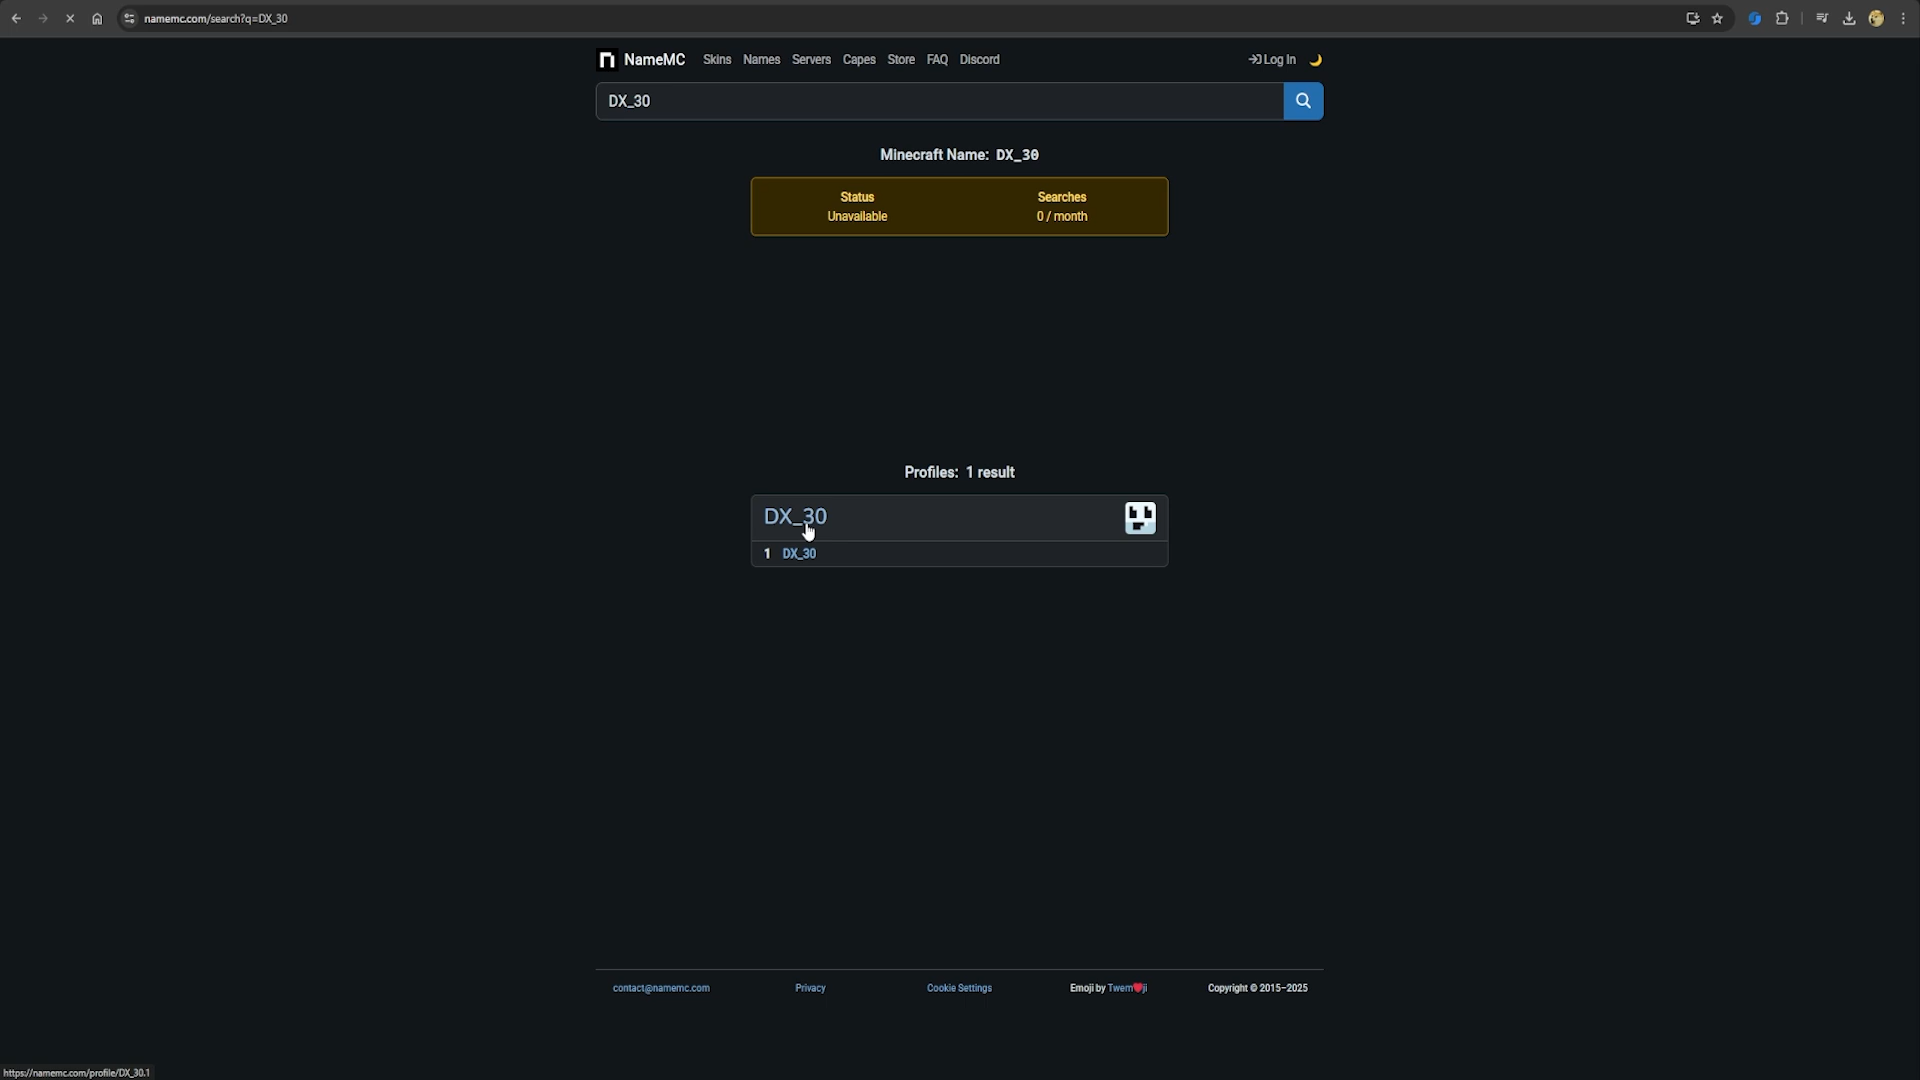 namemc.com/search?q=DX_30
NameMC Skins Names Servers Capes Store FAQ Discord Log In
DX_30
Minecraft Name: DX_30
Status Searches
Unavailable 0 / month
Profiles: 1 result
DX_30
1 DX_30
contact@namemc.com Privacy Cookie Settings Emoji by Twem❤ji Copyright © 2015–2025
https://namemc.com/profile/DX_30.1